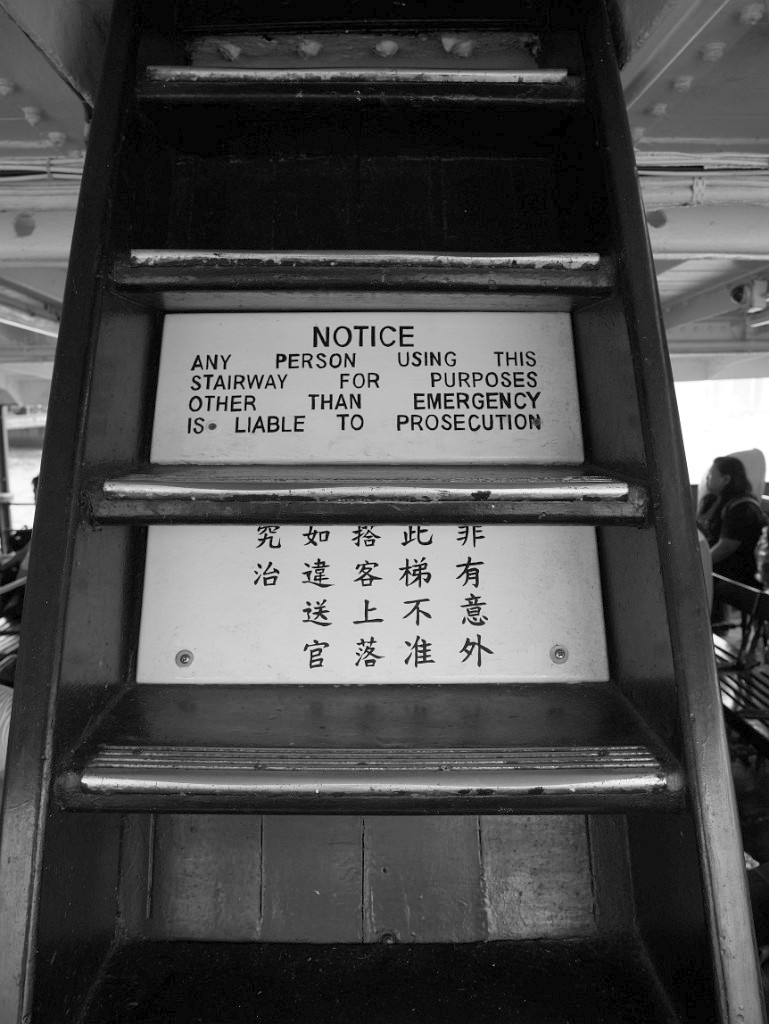 NOTICE
ANY PERSON USING THIS
STAIRWAY FOR PURPOSES
OTHER THAN EMERGENCY
IS LIABLE TO PROSECUTION
非有意外
此梯不准
搭客上落
如違送官
究治